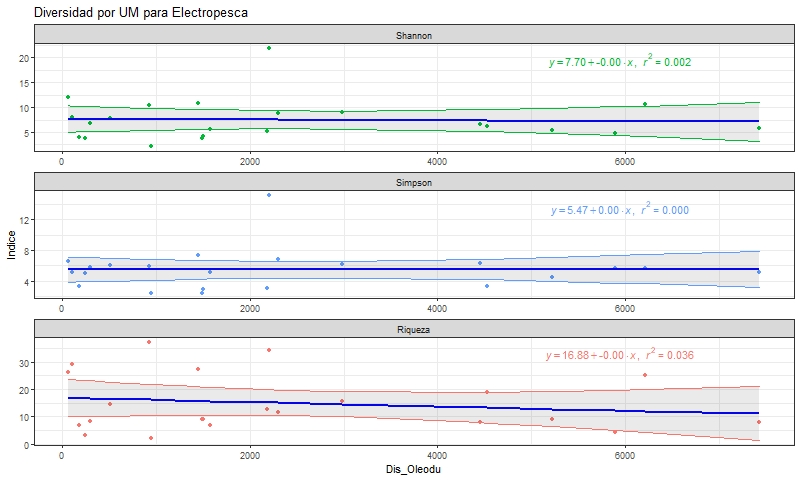 Diversidad por UM para Electropesca
Shannon
y = 7.70 + -0.00 · x, r² = 0.002
20
15
10
5
0
2000
4000
6000
Simpson
y = 5.47 + 0.00 · x, r² = 0.000
12
8
4
0
2000
4000
6000
Indice
Riqueza
y = 16.88 + -0.00 · x, r² = 0.036
30
20
10
0
0
2000
4000
6000
Dis_Oleodu